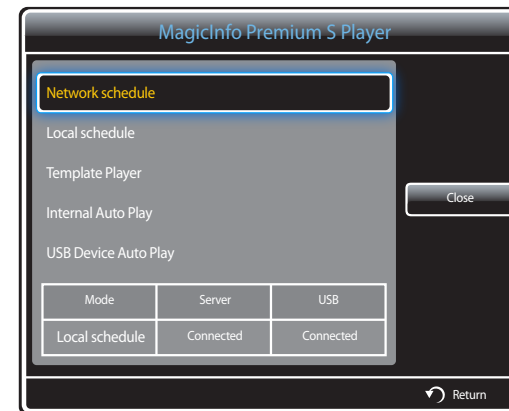 MagicInfo Premium S Player
Network schedule
Local schedule
Template Player
Internal Auto Play
USB Device Auto Play
Close
Mode Server USB
Local schedule Connected Connected
Return